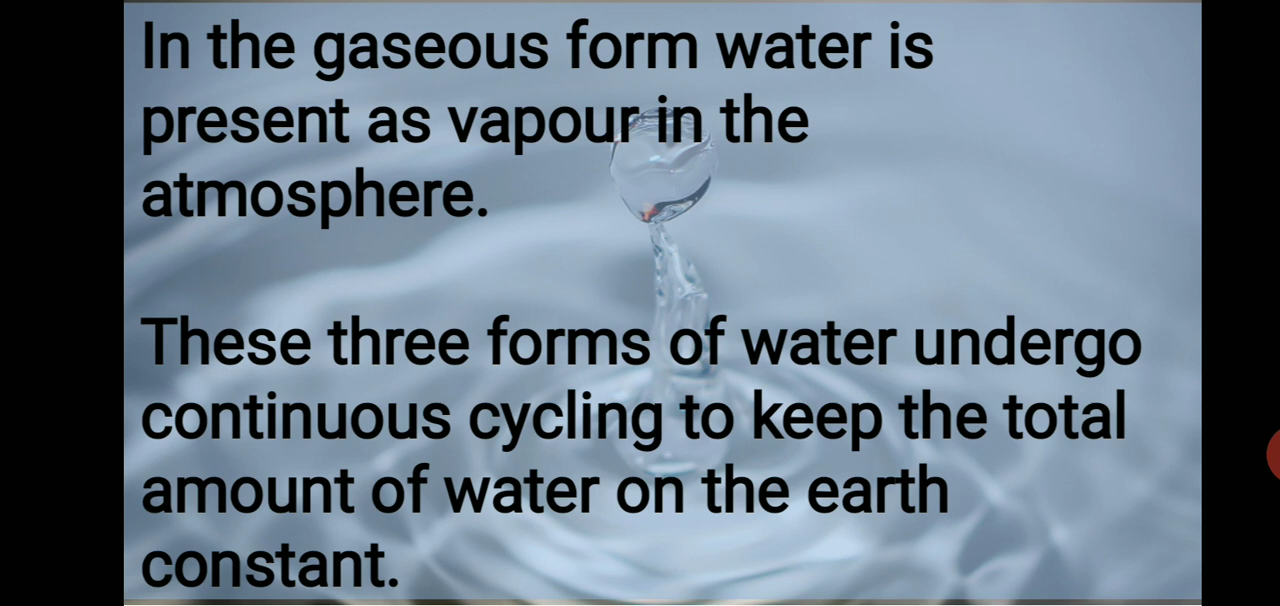 In the gaseous form water is
present as vapour in the
atmosphere.
These three forms of water undergo
continuous cycling to keep the total
amount of water on the earth
constant.